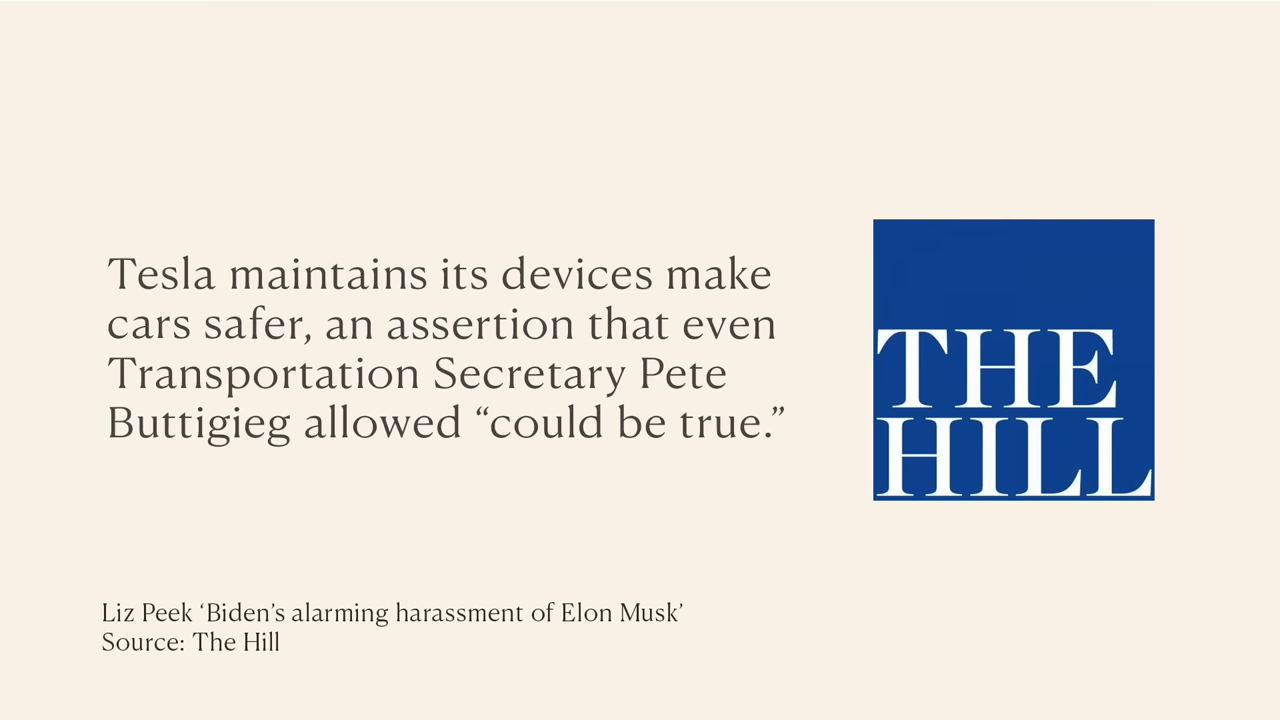 Tesla maintains its devices make
cars safer, an assertion that even
Transportation Secretary Pete
Buttigieg allowed “could be true.”
THE
HILL
Liz Peek ‘Biden’s alarming harassment of Elon Musk’
Source: The Hill